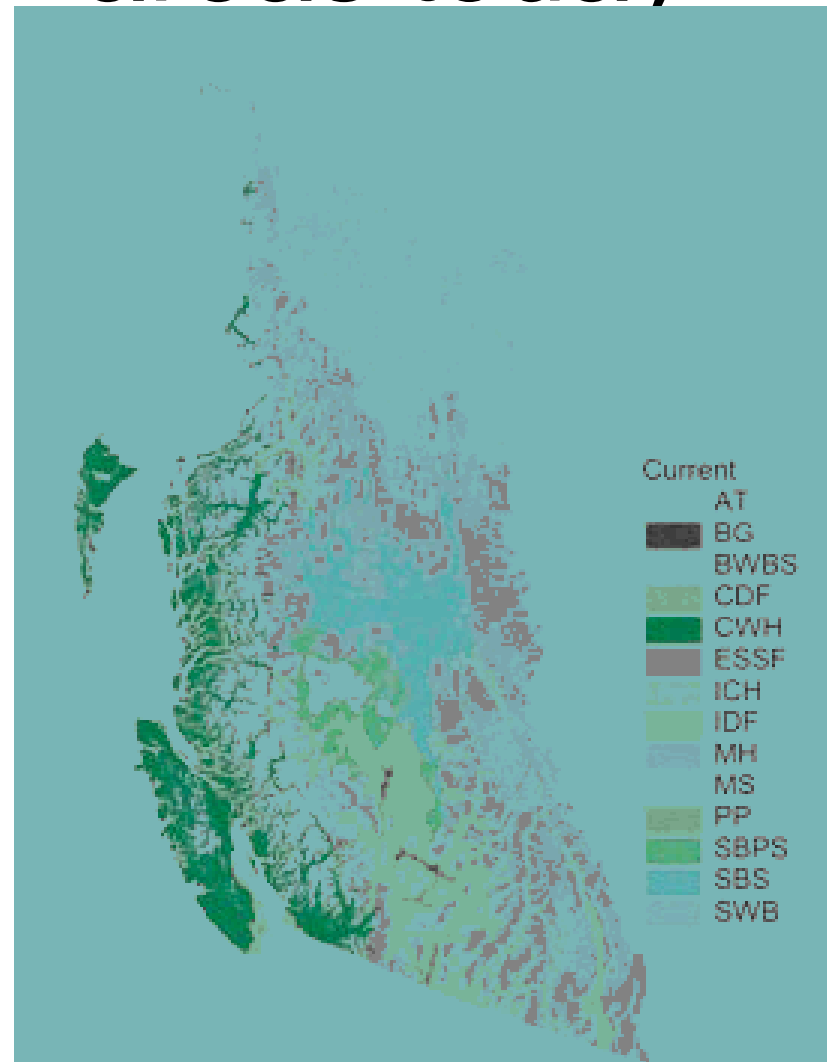 Current
AT
BG
BWBS
CDF
CWH
ESSF
ICH
IDF
MH
MS
PP
SBPS
SBS
SWB